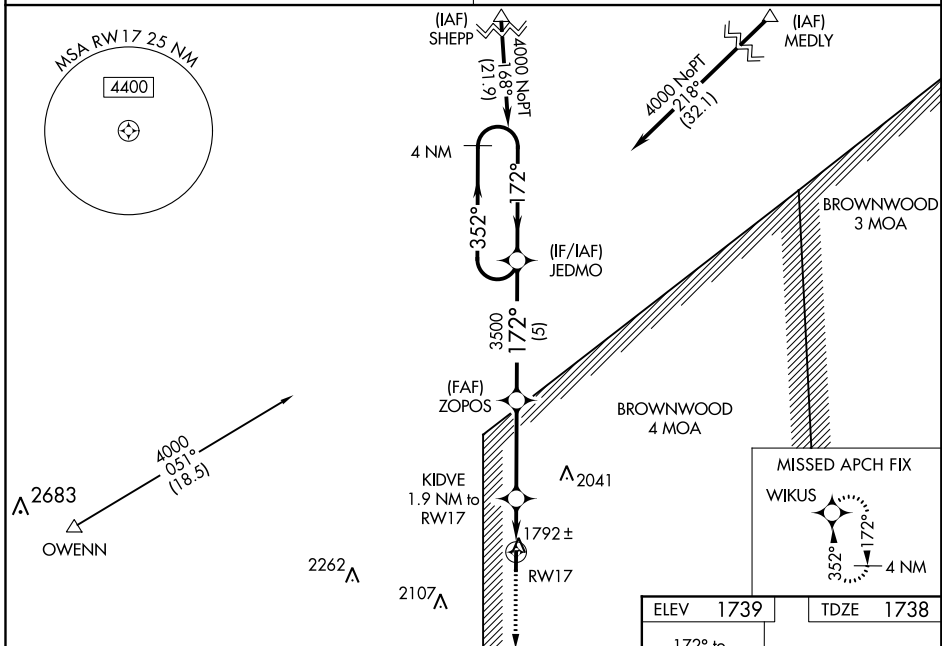 MSA RW17 25 NM
4400
(IAF)
SHEPP
4000 NoPT
168°
(21.9)
(IAF)
MEDLY
4000 NoPT
218°
(32.1)
4 NM
352°
172°
(IF/IAF)
JEDMO
BROWNWOOD
3 MOA
3500
172°
(5)
(FAF)
ZOPOS
BROWNWOOD
4 MOA
4000
051°
(18.5)
2683
OWENN
KIDVE
1.9 NM to
RW17
2041
1792 ±
RW17
2262
2107
MISSED APCH FIX
WIKUS
352°
172°
4 NM
ELEV 1739
TDZE 1738
172° to